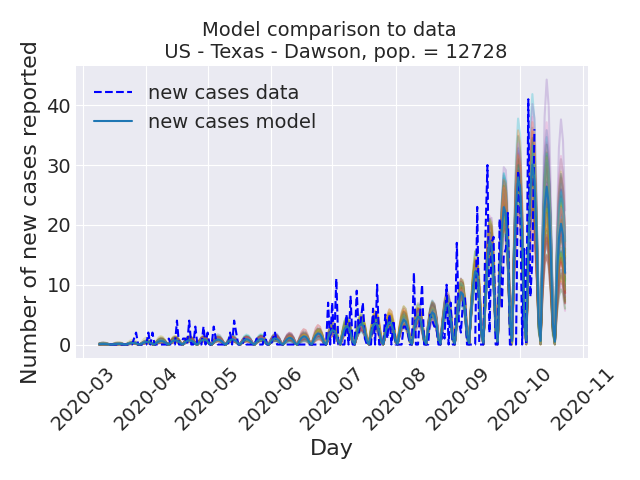 Model comparison to data
US - Texas - Dawson, pop. = 12728
Number of new cases reported
new cases data
new cases model
40
30
20
10
0
2020-03
2020-04
2020-05
2020-06
2020-07
2020-08
2020-09
2020-10
2020-11
Day